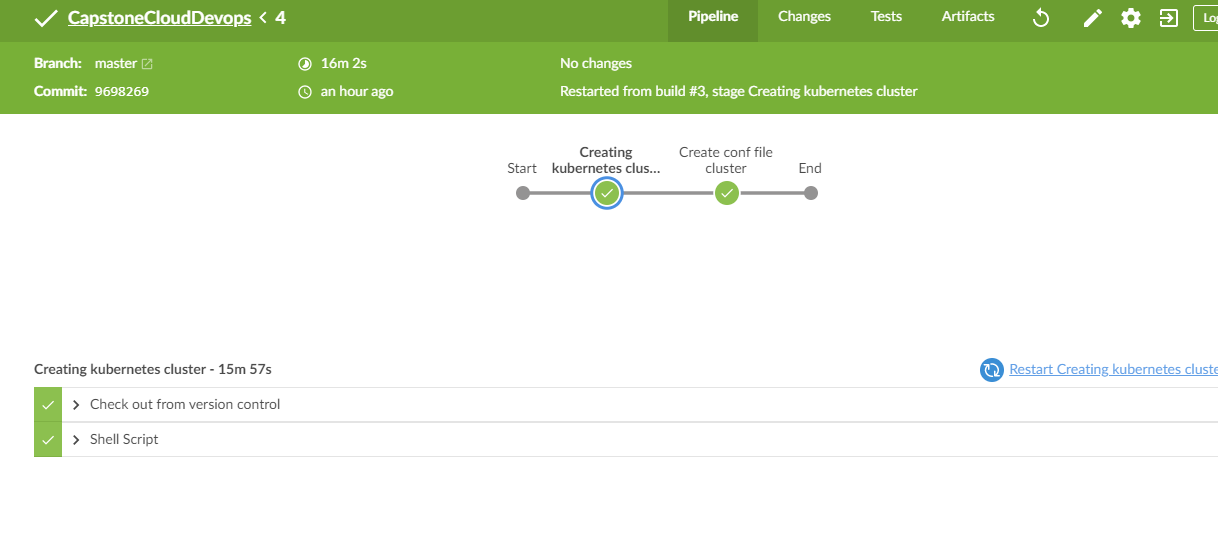 CapstoneCloudDevops < 4 Pipeline Changes Tests Artifacts Log
Branch: master 16m 2s No changes
Commit: 9698269 an hour ago Restarted from build #3, stage Creating kubernetes cluster
Start Creating kubernetes clus... Create conf file cluster End
Creating kubernetes cluster - 15m 57s Restart Creating kubernetes cluste
Check out from version control
Shell Script